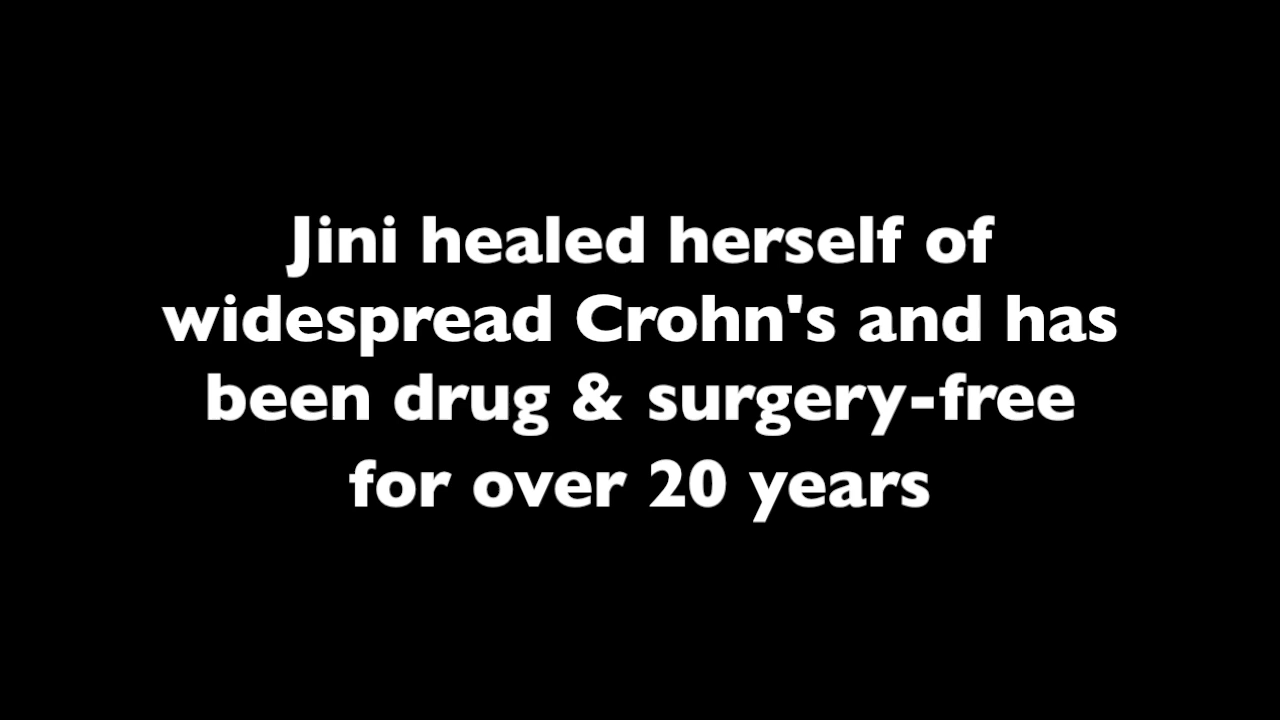 Jini healed herself of
widespread Crohn's and has
been drug & surgery-free
for over 20 years